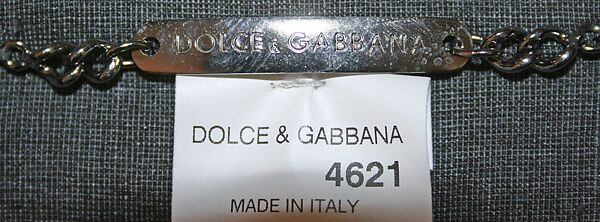 DOLCE & GABBANA
DOLCE & GABBANA
4621
MADE IN ITALY